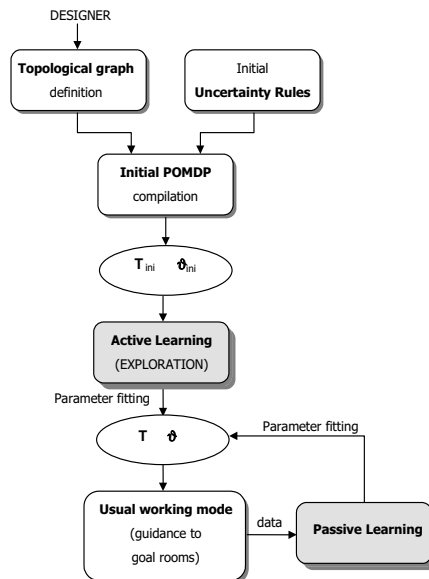 DESIGNER
Topological graph
definition
Initial
Uncertainty Rules
Initial POMDP
compilation
T ini ϑini
Active Learning
(EXPLORATION)
Parameter fitting
T ϑ
Parameter fitting
Usual working mode
(guidance to
goal rooms)
data
Passive Learning